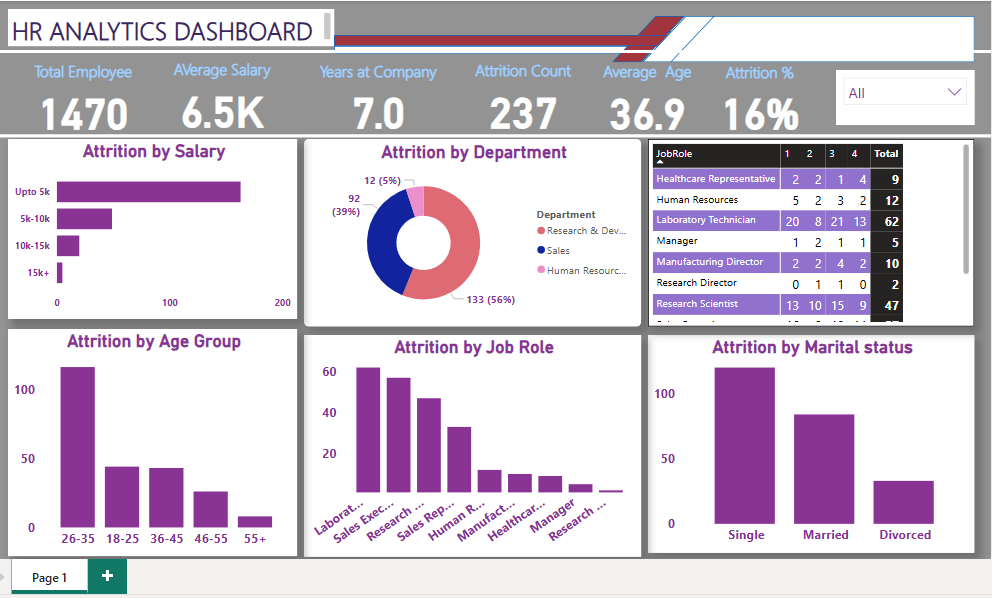 HR ANALYTICS DASHBOARD
Total Employee
1470
AVerage Salary
6.5K
Years at Company
7.0
Attrition Count
237
Average Age
36.9
Attrition %
16%
All
Attrition by Salary
Upto 5k
5k-10k
10k-15k
15k+
0 100 200
Attrition by Department
12 (5%)
92
(39%)
133 (56%)
Department
Research & Dev...
Sales
Human Resourc...
JobRole 1 2 3 4 Total
Healthcare Representative 2 2 1 4 9
Human Resources 5 2 3 2 12
Laboratory Technician 20 8 21 13 62
Manager 1 2 1 1 5
Manufacturing Director 2 2 4 2 10
Research Director 0 1 1 0 2
Research Scientist 13 10 15 9 47
Attrition by Age Group
100
50
0
26-35 18-25 36-45 46-55 55+
Attrition by Job Role
60
40
20
Laborat... Sales Exec... Research ... Sales Rep... Human R... Manufact... Healthcar... Manager Research ...
Attrition by Marital status
100
50
0
Single Married Divorced
Page 1
+